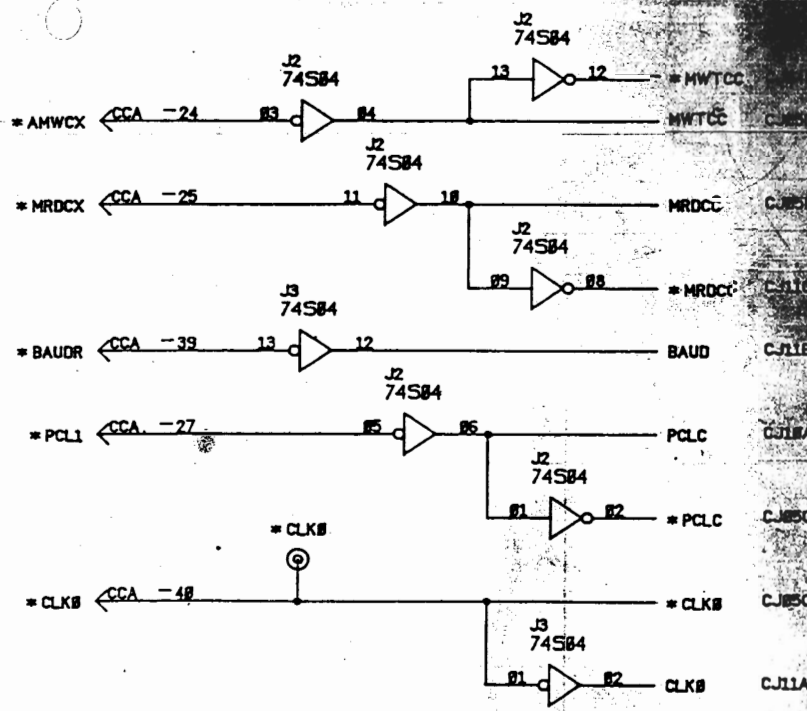 J2
74S04
13 12 * MWTCC
J2
74S04
* AMWCX CCA -24 03 04 MWTCC
J2
74S04
* MRDCX CCA -25 11 10 MRDCC
J2
74S04
09 08 * MRDCC
J3
74S04
* BAUDR CCA -39 13 12 BAUD
J2
74S04
* PCL1 CCA. -27 05 06 PCLC
J2
74S04
01 02 * PCLC
* CLK0
* CLK0 CCA -40 * CLK0
J3
74S04
01 02 CLK0 CJ11A